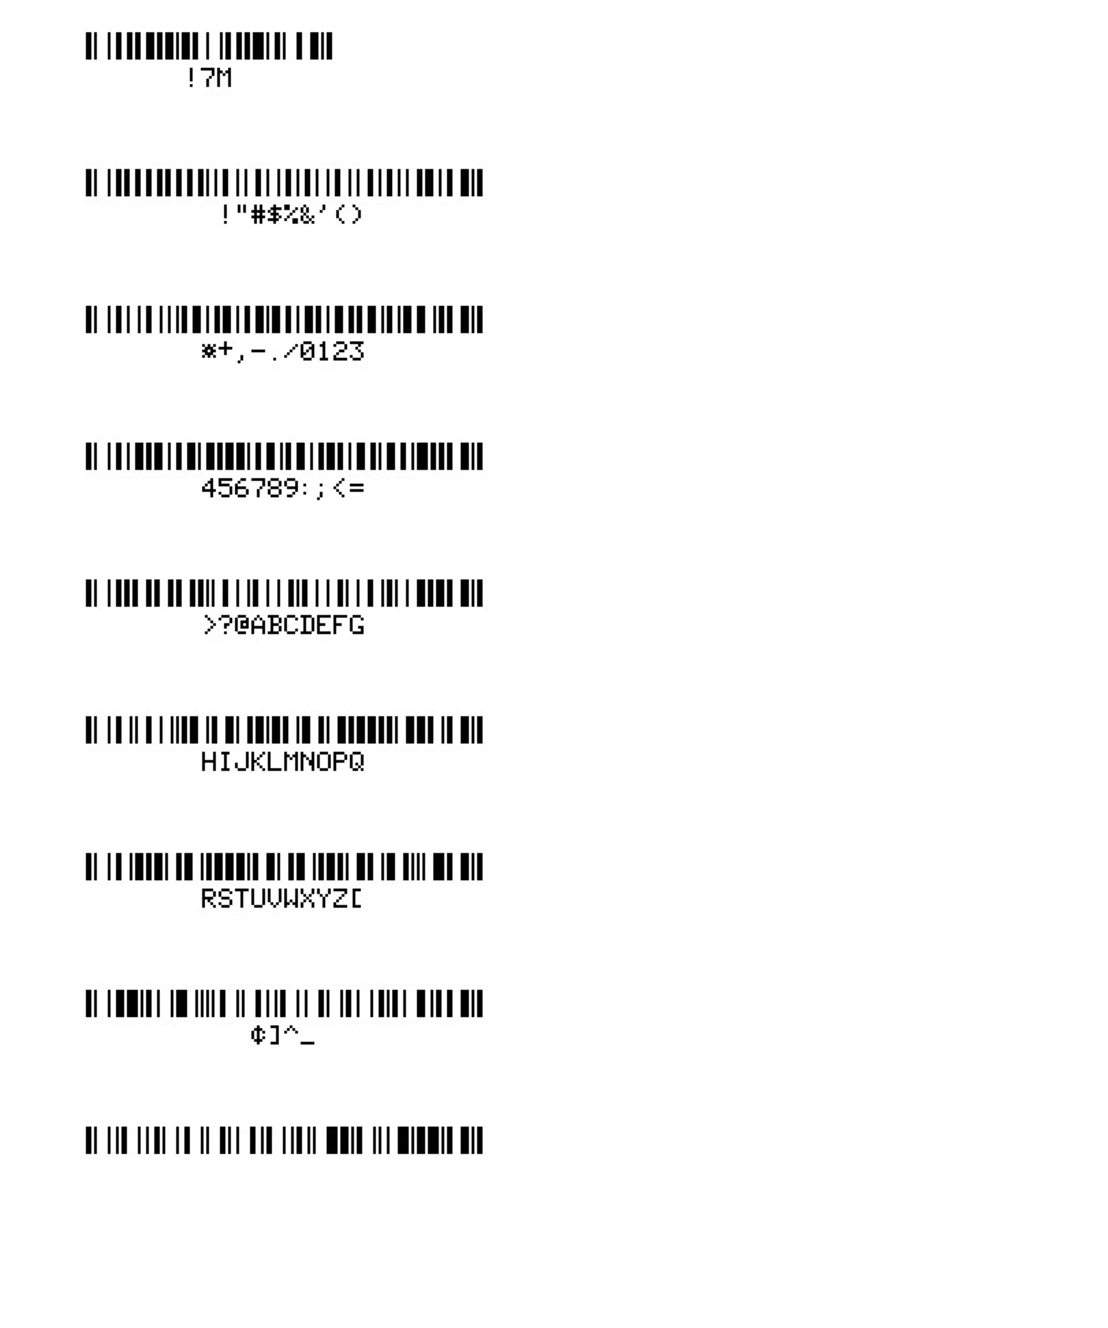 !7M
!"#$%&'()
*+,-./0123
456789:;<=
>?@ABCDEFG
HIJKLMNOPQ
RSTUVWXYZ[
¢]^_